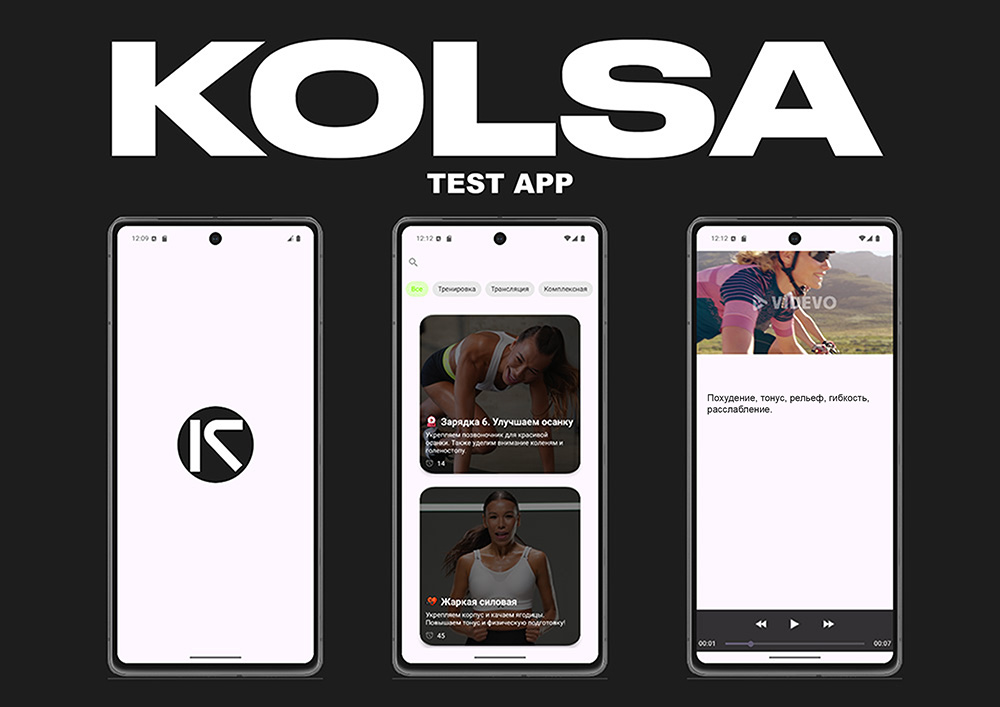 KOLSA
TEST APP
12:09
12:12
Все Тренировка Трансляция Комплексная
Зарядка 6. Улучшаем осанку
Укрепляем позвоночник для красивой
осанки. Также уделим внимание коленям и
голеностопу
14
Жаркая силовая
Укрепляем корпус и качаем ягодицы.
Повышаем тонус и физическую подготовку!
45
12:12
VIDEVO
Похудение, тонус, рельеф, гибкость,
расслабление.
00:01 00:07